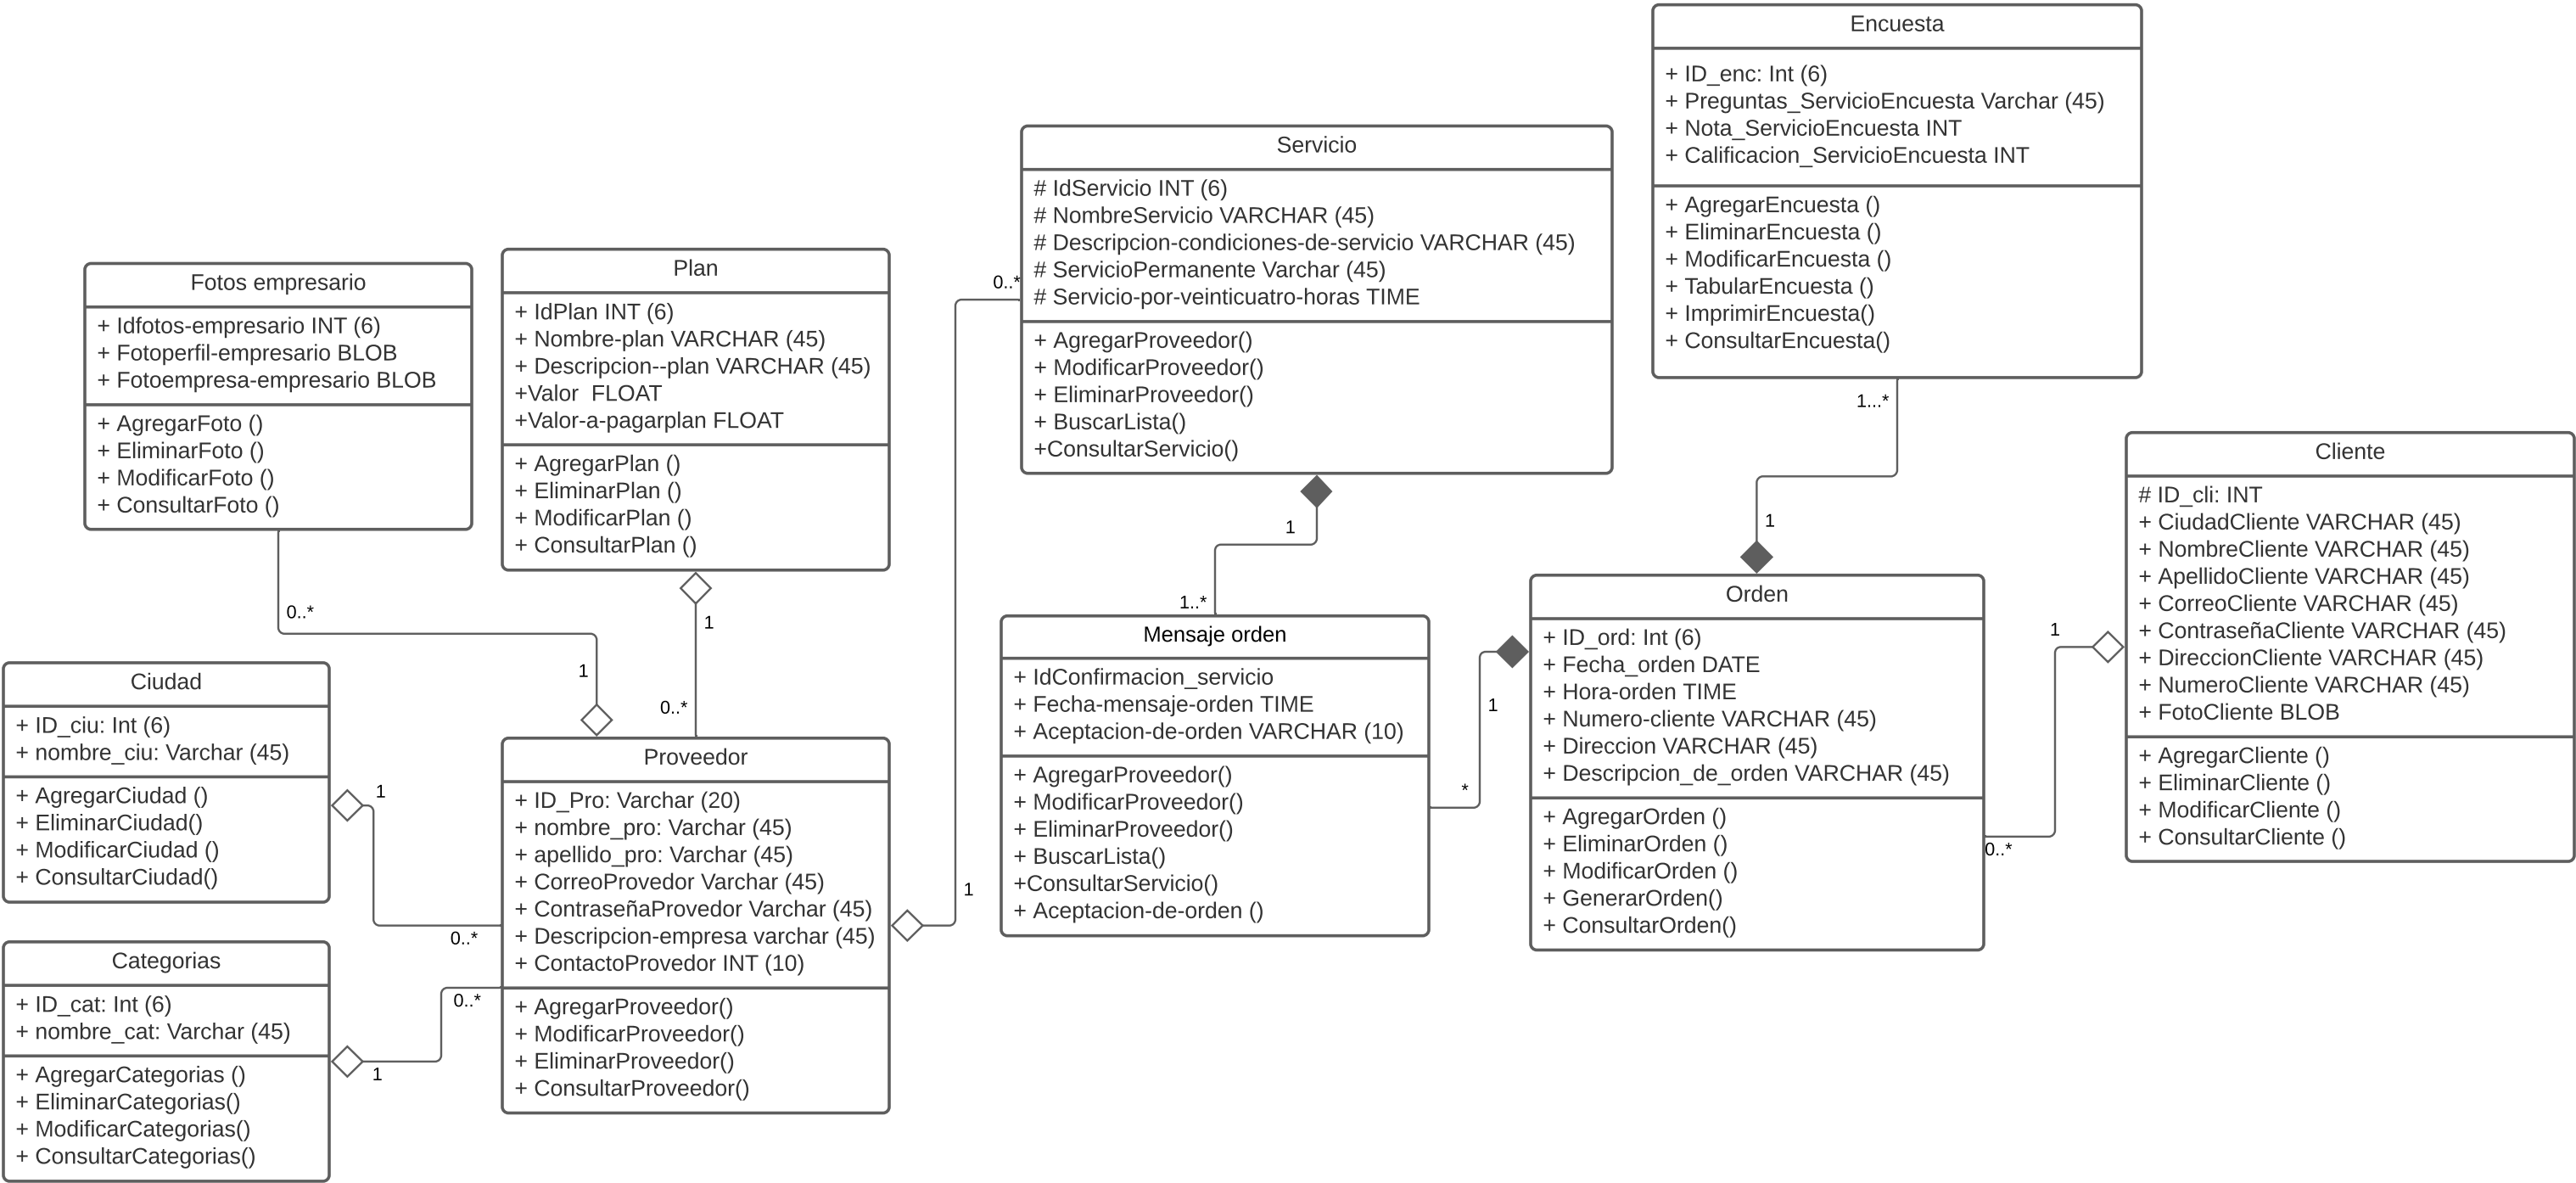 Encuesta
+ ID_enc: Int (6)
+ Preguntas_ServicioEncuesta Varchar (45)
+ Nota_ServicioEncuesta INT
+ Calificacion_ServicioEncuesta INT
+ AgregarEncuesta ()
+ EliminarEncuesta ()
+ ModificarEncuesta ()
+ TabularEncuesta ()
+ ImprimirEncuesta()
+ ConsultarEncuesta()
1...*
1
Servicio
# IdServicio INT (6)
# NombreServicio VARCHAR (45)
# Descripcion-condiciones-de-servicio VARCHAR (45)
# ServicioPermanente Varchar (45)
# Servicio-por-veinticuatro-horas TIME
+ AgregarProveedor()
+ ModificarProveedor()
+ EliminarProveedor()
+ BuscarLista()
+ConsultarServicio()
0..*
1
1..*
Plan
+ IdPlan INT (6)
+ Nombre-plan VARCHAR (45)
+ Descripcion--plan VARCHAR (45)
+Valor  FLOAT
+Valor-a-pagarplan FLOAT
+ AgregarPlan ()
+ EliminarPlan ()
+ ModificarPlan ()
+ ConsultarPlan ()
1
0..*
Fotos empresario
+ Idfotos-empresario INT (6)
+ Fotoperfil-empresario BLOB
+ Fotoempresa-empresario BLOB
+ AgregarFoto ()
+ EliminarFoto ()
+ ModificarFoto ()
+ ConsultarFoto ()
0..*
1
Cliente
# ID_cli: INT
+ CiudadCliente VARCHAR (45)
+ NombreCliente VARCHAR (45)
+ ApellidoCliente VARCHAR (45)
+ CorreoCliente VARCHAR (45)
+ ContraseñaCliente VARCHAR (45)
+ DireccionCliente VARCHAR (45)
+ NumeroCliente VARCHAR (45)
+ FotoCliente BLOB
+ AgregarCliente ()
+ EliminarCliente ()
+ ModificarCliente ()
+ ConsultarCliente ()
1
0..*
Orden
+ ID_ord: Int (6)
+ Fecha_orden DATE
+ Hora-orden TIME
+ Numero-cliente VARCHAR (45)
+ Direccion VARCHAR (45)
+ Descripcion_de_orden VARCHAR (45)
+ AgregarOrden ()
+ EliminarOrden ()
+ ModificarOrden ()
+ GenerarOrden()
+ ConsultarOrden()
1
*
Mensaje orden
+ IdConfirmacion_servicio
+ Fecha-mensaje-orden TIME
+ Aceptacion-de-orden VARCHAR (10)
+ AgregarProveedor()
+ ModificarProveedor()
+ EliminarProveedor()
+ BuscarLista()
+ConsultarServicio()
+ Aceptacion-de-orden ()
Ciudad
+ ID_ciu: Int (6)
+ nombre_ciu: Varchar (45)
+ AgregarCiudad ()
+ EliminarCiudad()
+ ModificarCiudad ()
+ ConsultarCiudad()
1
0..*
Proveedor
+ ID_Pro: Varchar (20)
+ nombre_pro: Varchar (45)
+ apellido_pro: Varchar (45)
+ CorreoProvedor Varchar (45)
+ ContraseñaProvedor Varchar (45)
+ Descripcion-empresa varchar (45)
+ ContactoProvedor INT (10)
+ AgregarProveedor()
+ ModificarProveedor()
+ EliminarProveedor()
+ ConsultarProveedor()
1
Categorias
+ ID_cat: Int (6)
+ nombre_cat: Varchar (45)
+ AgregarCategorias ()
+ EliminarCategorias()
+ ModificarCategorias()
+ ConsultarCategorias()
0..*
1